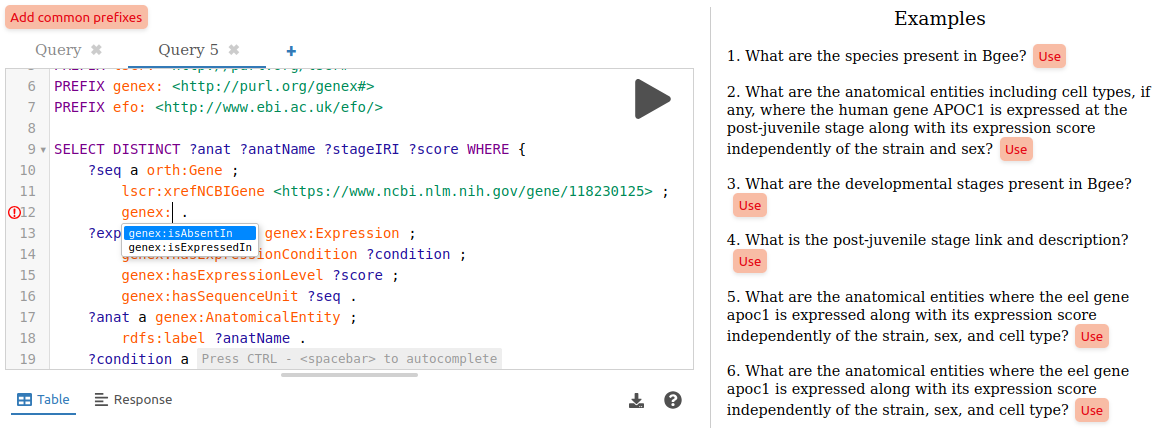 Add common prefixes
Query ✖ Query 5 ✖ +
6 PREFIX genex: <http://purl.org/genex#>
7 PREFIX efo: <http://www.ebi.ac.uk/efo/>
8
9 SELECT DISTINCT ?anat ?anatName ?stageIRI ?score WHERE {
10 ?seq a orth:Gene ;
11 lscr:xrefNCBIGene <https://www.ncbi.nlm.nih.gov/gene/118230125> ;
12 genex: .
genex:isAbsentIn
genex:isExpressedIn
13 ?exp genex:Expression ;
14 genex:hasExpressionCondition ?condition ;
15 genex:hasExpressionLevel ?score ;
16 genex:hasSequenceUnit ?seq .
17 ?anat a genex:AnatomicalEntity ;
18 rdfs:label ?anatName .
19 ?condition a Press CTRL - <spacebar> to autocomplete
Table Response
Examples
1. What are the species present in Bgee? Use
2. What are the anatomical entities including cell types, if
any, where the human gene APOC1 is expressed at the
post-juvenile stage along with its expression score
independently of the strain and sex? Use
3. What are the developmental stages present in Bgee?
Use
4. What is the post-juvenile stage link and description?
Use
5. What are the anatomical entities where the eel gene
apoc1 is expressed along with its expression score
independently of the strain, sex, and cell type? Use
6. What are the anatomical entities where the eel gene
apoc1 is expressed along with its expression score
independently of the strain, sex, and cell type? Use